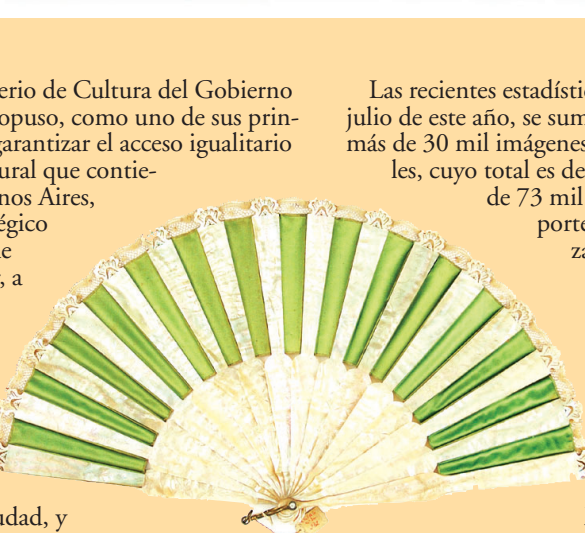 erio de Cultura del Gobierno
opuso, como uno de sus prin-
garantizar el acceso igualitario
ural que contie-
nos Aires,
égico
e
, a
udad, y
Las recientes estadísti
julio de este año, se sum
más de 30 mil imágenes
les, cuyo total es de
de 73 mil
porte
za